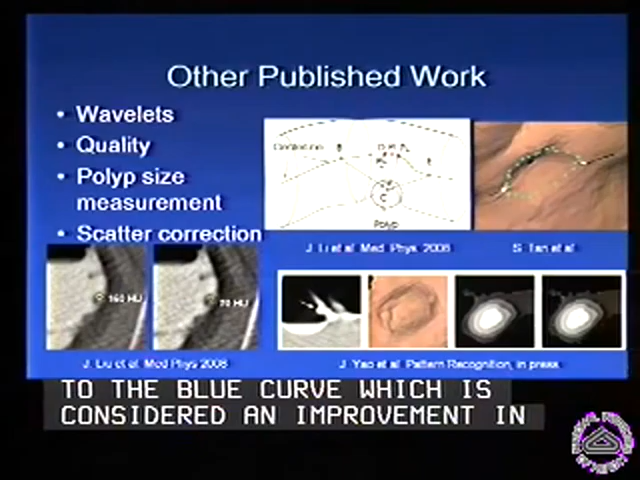 Other Published Work
• Wavelets
• Quality
• Polyp size
measurement
• Scatter correction
Polyp
J. Li et al. Med. Phys. 2008
S. Tan et al.
160 HU
70 HU
J. Liu et al. Med Phys 2008
J. Yao et al. Pattern Recognition, in press
TO THE BLUE CURVE WHICH IS
CONSIDERED AN IMPROVEMENT IN